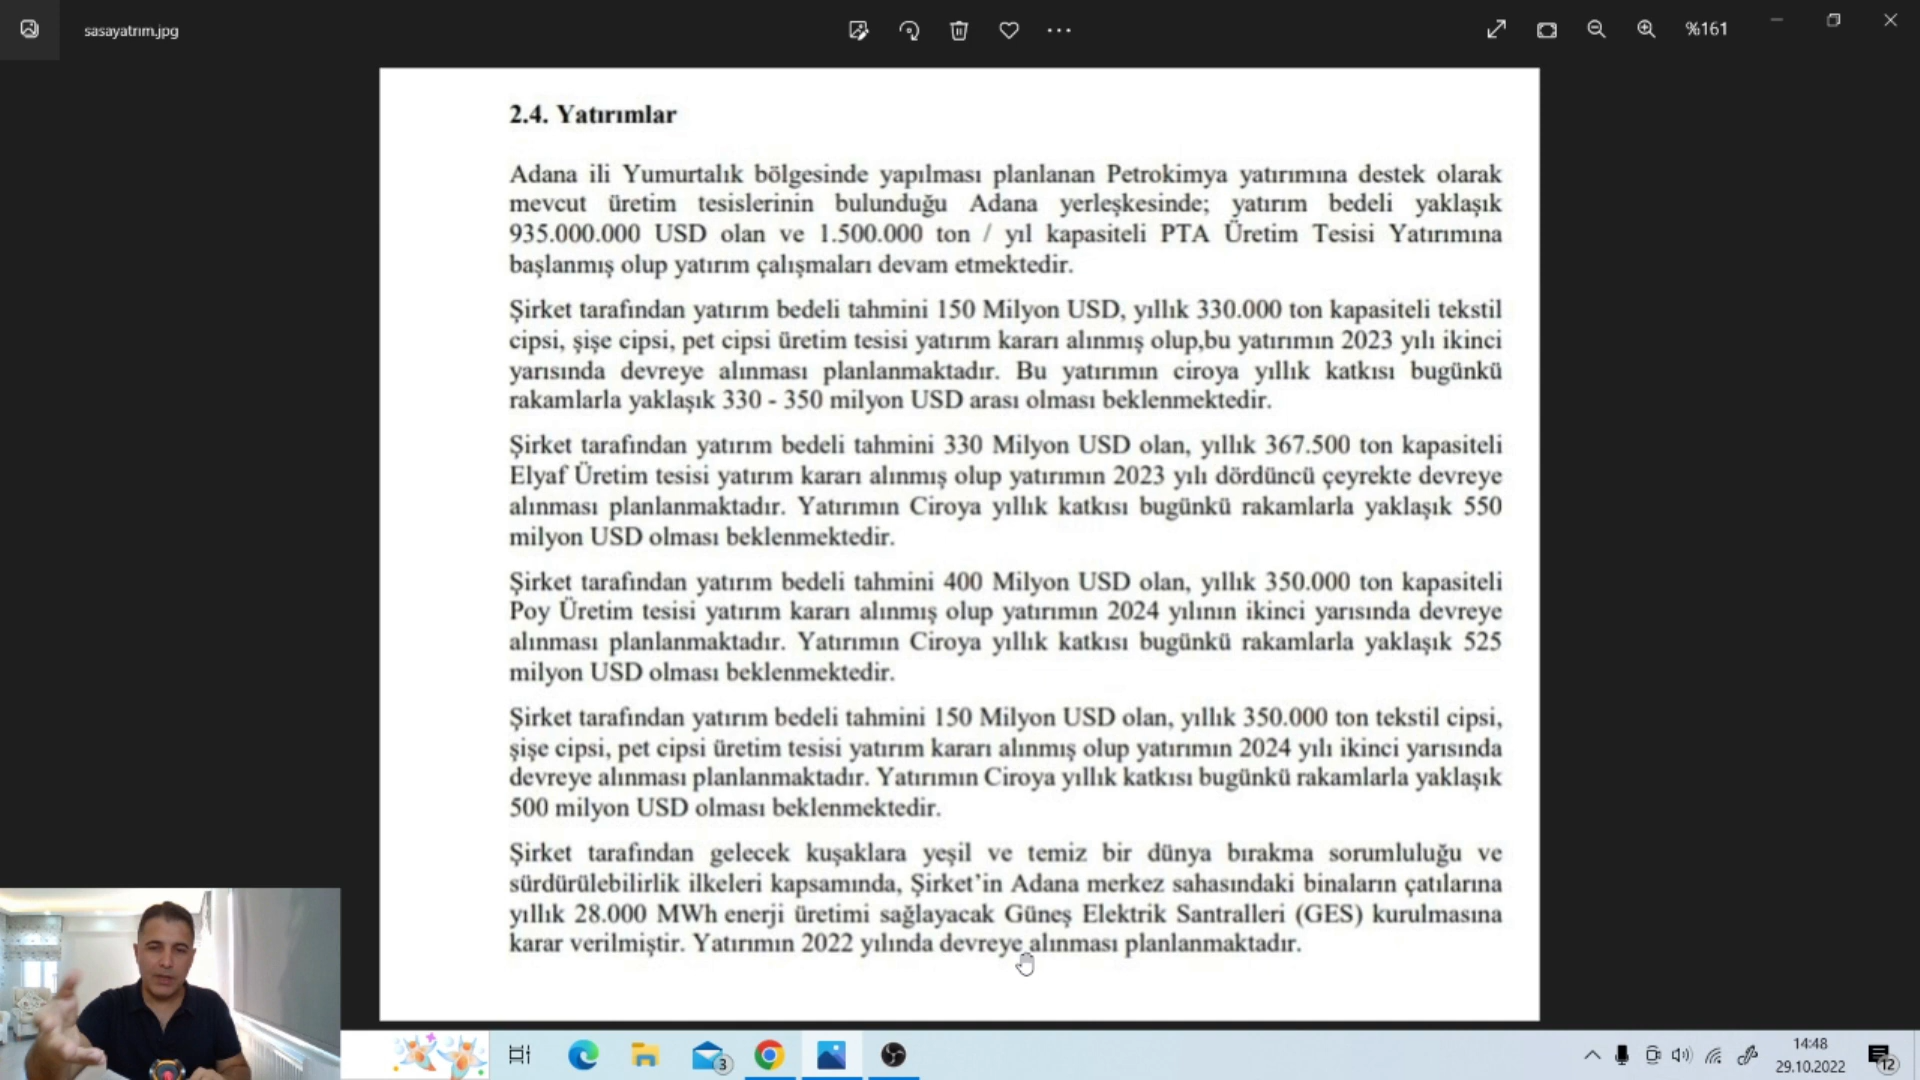 sasayatrım.jpg
%161
2.4. Yatırımlar
Adana ili Yumurtalık bölgesinde yapılması planlanan Petrokimya yatırımına destek olarak
mevcut üretim tesislerinin bulunduğu Adana yerleşkesinde; yatırım bedeli yaklaşık
935.000.000 USD olan ve 1.500.000 ton / yıl kapasiteli PTA Üretim Tesisi Yatırımına
başlanmış olup yatırım çalışmaları devam etmektedir.
Şirket tarafından yatırım bedeli tahmini 150 Milyon USD, yıllık 330.000 ton kapasiteli tekstil
cipsi, şişe cipsi, pet cipsi üretim tesisi yatırım kararı alınmış olup,bu yatırımın 2023 yılı ikinci
yarısında devreye alınması planlanmaktadır. Bu yatırımın ciroya yıllık katkısı bugünkü
rakamlarla yaklaşık 330 - 350 milyon USD arası olması beklenmektedir.
Şirket tarafından yatırım bedeli tahmini 330 Milyon USD olan, yıllık 367.500 ton kapasiteli
Elyaf Üretim tesisi yatırım kararı alınmış olup yatırımın 2023 yılı dördüncü çeyrekte devreye
alınması planlanmaktadır. Yatırımın Ciroya yıllık katkısı bugünkü rakamlarla yaklaşık 550
milyon USD olması beklenmektedir.
Şirket tarafından yatırım bedeli tahmini 400 Milyon USD olan, yıllık 350.000 ton kapasiteli
Poy Üretim tesisi yatırım kararı alınmış olup yatırımın 2024 yılının ikinci yarısında devreye
alınması planlanmaktadır. Yatırımın Ciroya yıllık katkısı bugünkü rakamlarla yaklaşık 525
milyon USD olması beklenmektedir.
Şirket tarafından yatırım bedeli tahmini 150 Milyon USD olan, yıllık 350.000 ton tekstil cipsi,
şişe cipsi, pet cipsi üretim tesisi yatırım kararı alınmış olup yatırımın 2024 yılı ikinci yarısında
devreye alınması planlanmaktadır. Yatırımın Ciroya yıllık katkısı bugünkü rakamlarla yaklaşık
500 milyon USD olması beklenmektedir.
Şirket tarafından gelecek kuşaklara yeşil ve temiz bir dünya bırakma sorumluluğu ve
sürdürülebilirlik ilkeleri kapsamında, Şirket'in Adana merkez sahasındaki binaların çatılarına
yıllık 28.000 MWh enerji üretimi sağlayacak Güneş Elektrik Santralleri (GES) kurulmasına
karar verilmiştir. Yatırımın 2022 yılında devreye alınması planlanmaktadır.
3
14:48
29.10.2022
12